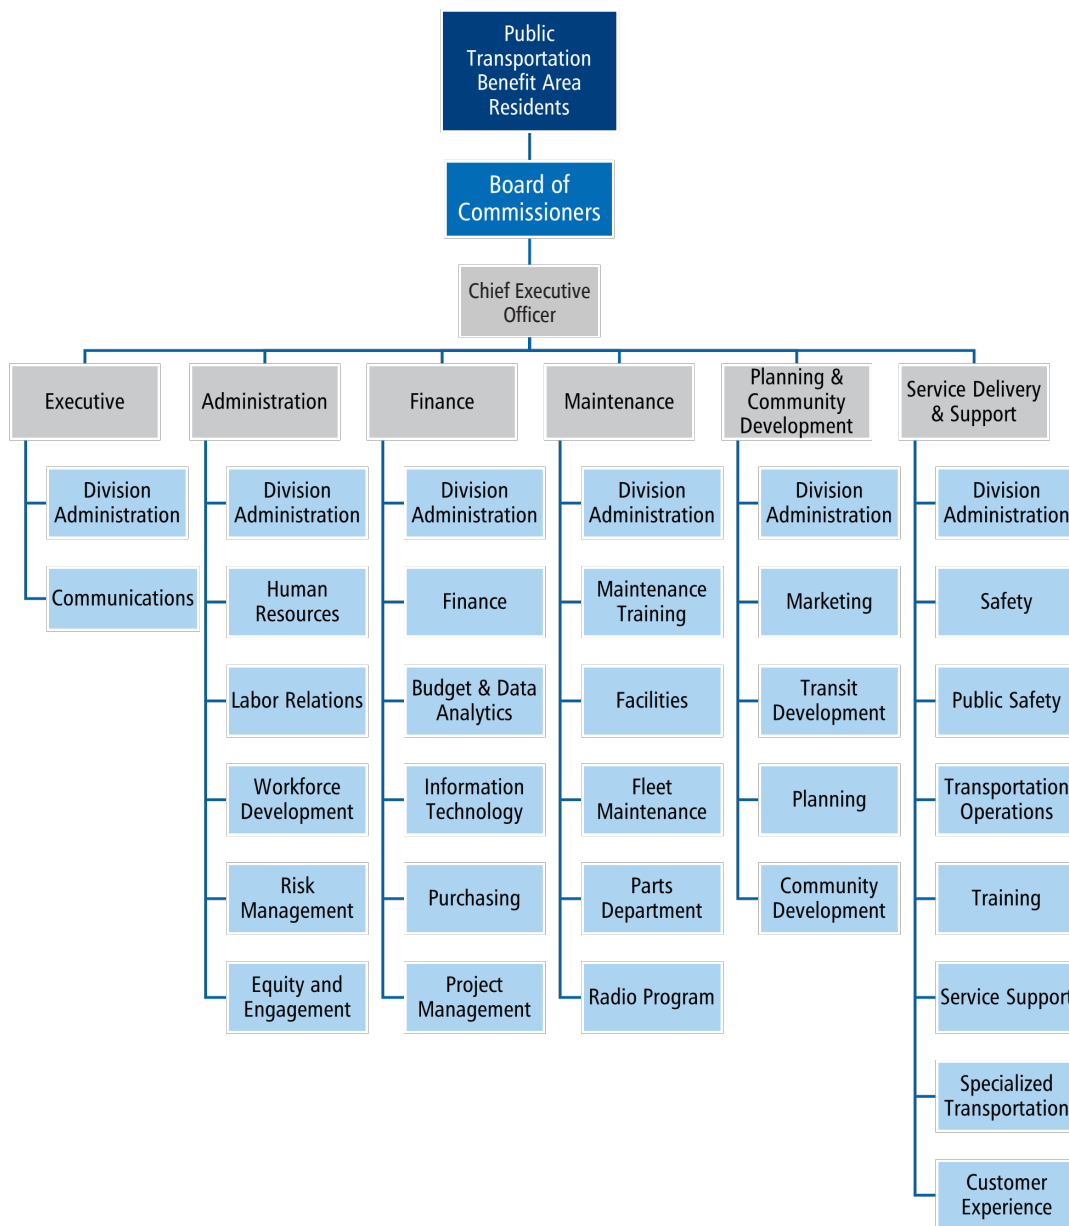 Public
Transportation
Benefit Area
Residents
Board of
Commissioners
Chief Executive
Officer
Executive
Administration
Finance
Maintenance
Planning &
Community
Development
Service Delivery
& Support
Division
Administration
Communications
Division
Administration
Human
Resources
Labor Relations
Workforce
Development
Risk
Management
Equity and
Engagement
Division
Administration
Finance
Budget & Data
Analytics
Information
Technology
Purchasing
Project
Management
Division
Administration
Maintenance
Training
Facilities
Fleet
Maintenance
Parts
Department
Radio Program
Division
Administration
Marketing
Transit
Development
Planning
Community
Development
Division
Administration
Safety
Public Safety
Transportation
Operations
Training
Service Support
Specialized
Transportation
Customer
Experience